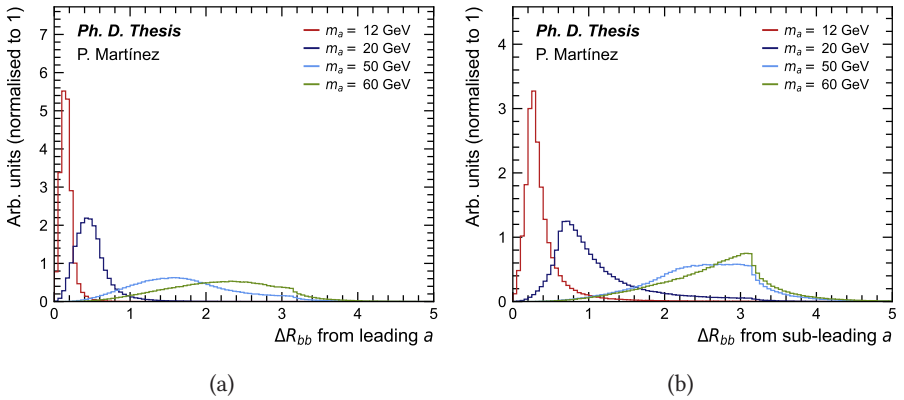 Ph. D. Thesis
P. Martínez
m_a = 12 GeV
m_a = 20 GeV
m_a = 50 GeV
m_a = 60 GeV
Arb. units (normalised to 1)
7
6
5
4
3
2
1
0
0 1 2 3 4 5
ΔR_bb from leading a
(a)
Ph. D. Thesis
P. Martínez
m_a = 12 GeV
m_a = 20 GeV
m_a = 50 GeV
m_a = 60 GeV
Arb. units (normalised to 1)
4
3
2
1
0
0 1 2 3 4 5
ΔR_bb from sub-leading a
(b)